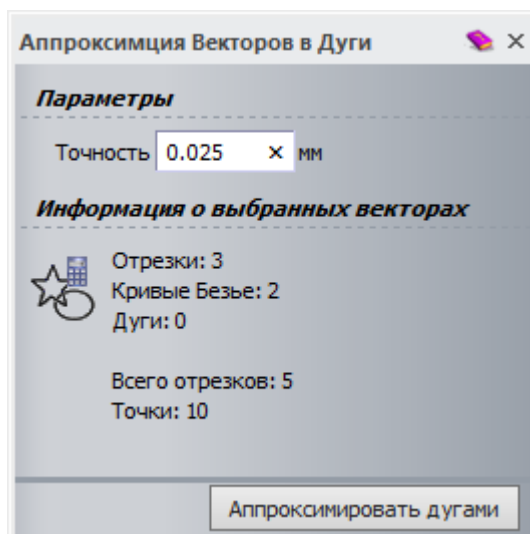 Аппроксимция Векторов в Дуги
Параметры
Точность 0.025 мм
Информация о выбранных векторах
Отрезки: 3
Кривые Безье: 2
Дуги: 0
Всего отрезков: 5
Точки: 10
Аппроксимировать дугами